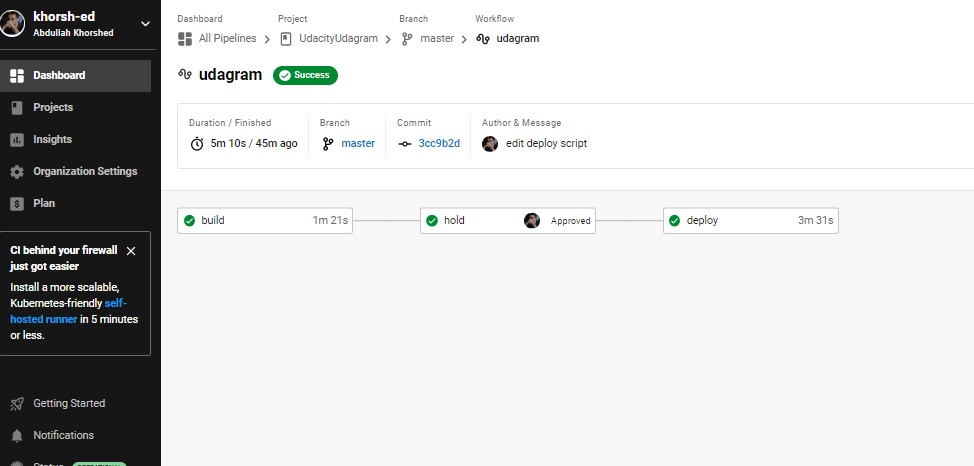 khorsh-ed
Abdullah Khorshed
Dashboard
Projects
Insights
Organization Settings
Plan
CI behind your firewall
just got easier
Install a more scalable,
Kubernetes-friendly self-
hosted runner in 5 minutes
or less.
Getting Started
Notifications
Status
Dashboard Project Branch Workflow
All Pipelines UdacityUdagram master udagram
udagram Success
Duration / Finished Branch Commit Author & Message
5m 10s / 45m ago master 3cc9b2d edit deploy script
build 1m 21s hold Approved deploy 3m 31s